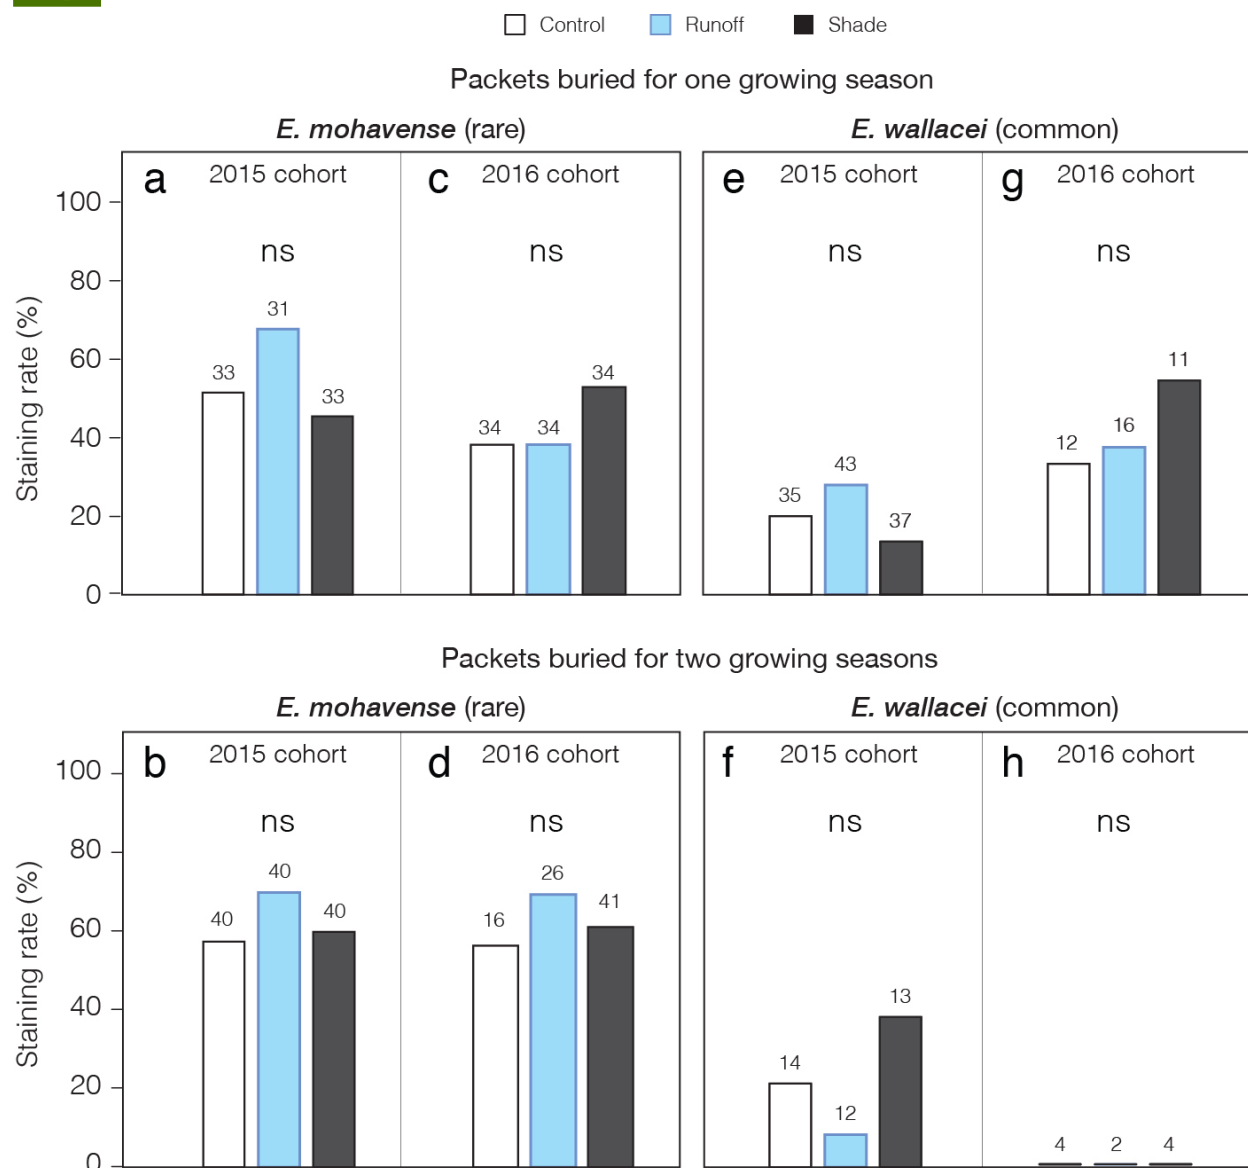 Control Runoff Shade
Packets buried for one growing season
E. mohavense (rare) E. wallacei (common)
a 2015 cohort c 2016 cohort e 2015 cohort g 2016 cohort
ns ns ns ns
Staining rate (%)
100
80
60
40
20
0
33 31 33
34 34 34
35 43 37
12 16 11
Packets buried for two growing seasons
E. mohavense (rare) E. wallacei (common)
b 2015 cohort d 2016 cohort f 2015 cohort h 2016 cohort
ns ns ns ns
Staining rate (%)
100
80
60
40
20
0
40 40 40
16 26 41
14 12 13
4 2 4